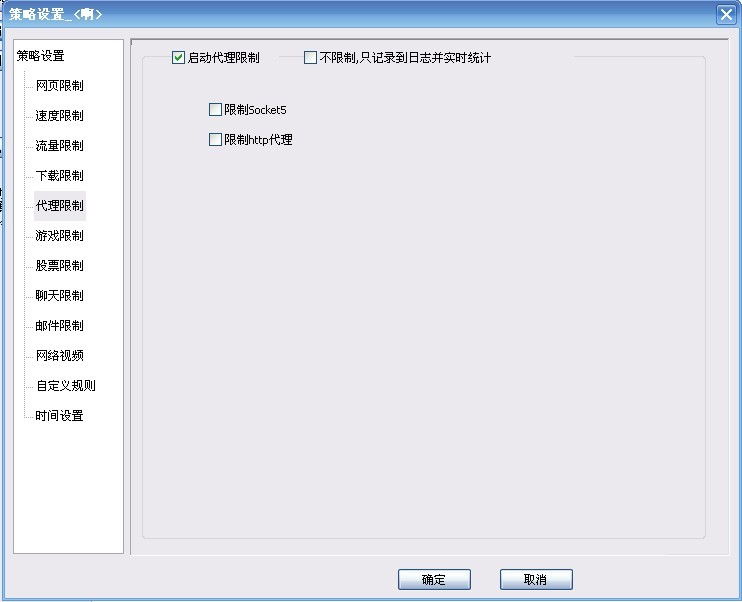 策略设置_<啊>
策略设置
网页限制
速度限制
流量限制
下载限制
代理限制
游戏限制
股票限制
聊天限制
邮件限制
网络视频
自定义规则
时间设置
启动代理限制
不限制,只记录到日志并实时统计
限制Socket5
限制http代理
确定
取消